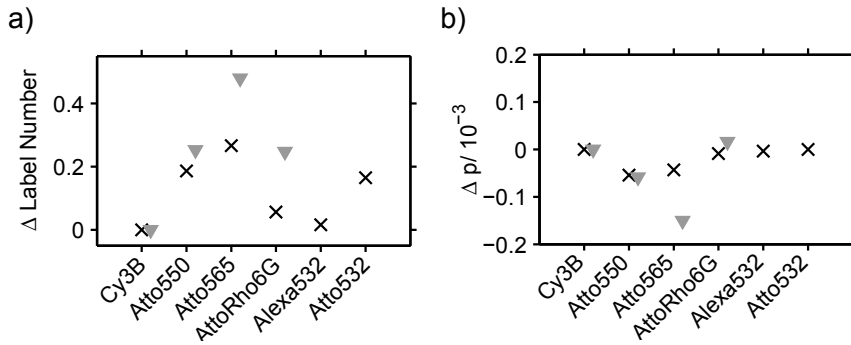 a)
Δ Label Number
0.4
0.2
0
Cy3B
Atto550
Atto565
AttoRho6G
Alexa532
Atto532
b)
Δ p/ 10⁻³
0.2
0.1
0
−0.1
−0.2
Cy3B
Atto550
Atto565
AttoRho6G
Alexa532
Atto532